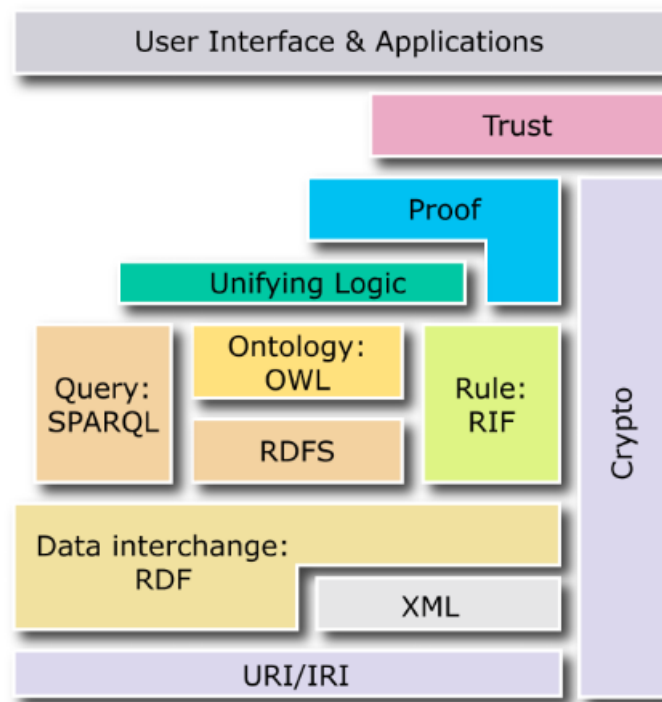 User Interface & Applications
Trust
Proof
Unifying Logic
Query:
SPARQL
Ontology:
OWL
RDFS
Rule:
RIF
Crypto
Data interchange:
RDF
XML
URI/IRI